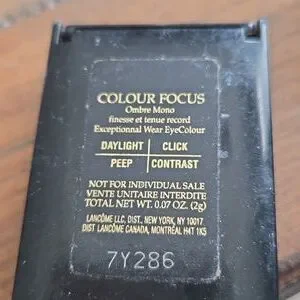 COLOUR FOCUS
Ombre Mono
finesse et tenue record
Exceptionnal Wear EyeColour
DAYLIGHT | CLICK
PEEP | CONTRAST
NOT FOR INDIVIDUAL SALE
VENTE UNITAIRE INTERDITE
TOTAL NET WT. 0.07 OZ. (2g)
LANCÔME LLC, DIST., NEW YORK, NY 10017
DIST. LANCÔME CANADA, MONTRÉAL H4T 1K5
7Y286